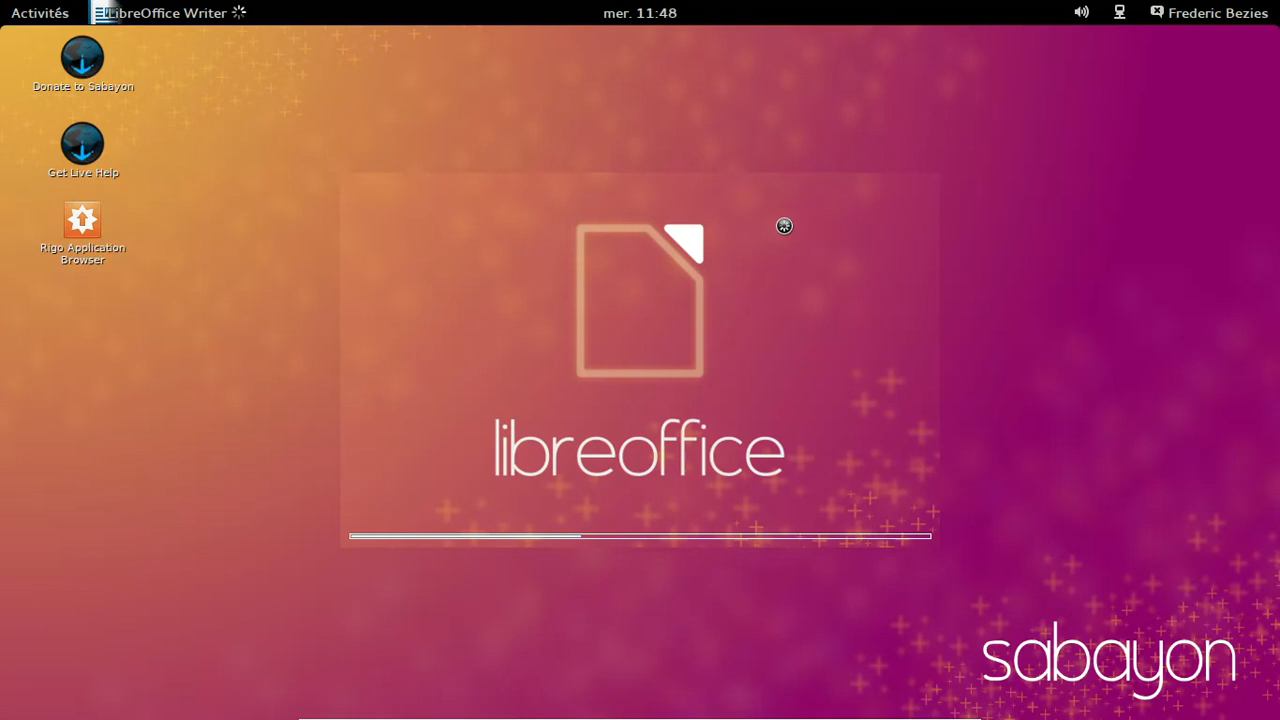 Activités LibreOffice Writer mer. 11:48 Frederic Bezies
Donate to Sabayon
Get Live Help
Rigo Application
Browser
libreoffice
sabayon